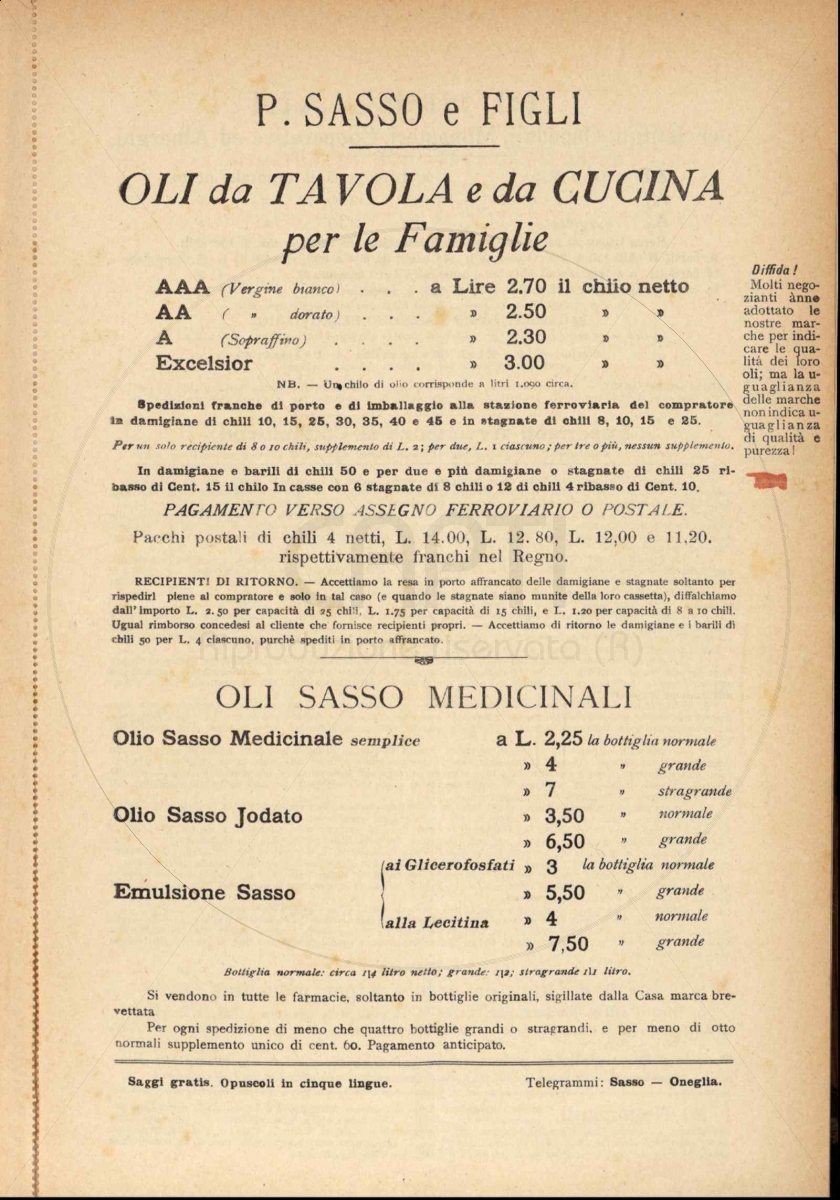 P. SASSO e FIGLI
OLI da TAVOLA e da CUCINA
per le Famiglie
AAA (Vergine bianco) . . . a Lire 2.70 il chilo netto
AA ( " dorato) . . . » 2.50 » »
A (Sopraffino) . . . . » 2.30 » »
Excelsior . . . . » 3.00 » »
NB. — Un chilo di olio corrisponde a litri 1.090 circa.
Spedizioni franche di porto e di imballaggio alla stazione ferroviaria del compratore
in damigiane di chili 10, 15, 25, 30, 35, 40 e 45 e in stagnate di chili 8, 10, 15 e 25.
Per un solo recipiente di 8 o 10 chili, supplemento di L. 2; per due, L. 1 ciascuno; per tre o più, nessun supplemento.
In damigiane e barili di chili 50 e per due e più damigiane o stagnate di chili 25 ri-
basso di Cent. 15 il chilo In casse con 6 stagnate di 8 chili o 12 di chili 4 ribasso di Cent. 10.
PAGAMENTO VERSO ASSEGNO FERROVIARIO O POSTALE.
Pacchi postali di chili 4 netti, L. 14.00, L. 12.80, L. 12,00 e 11,20.
rispettivamente franchi nel Regno.
RECIPIENTI DI RITORNO. — Accettiamo la resa in porto affrancato delle damigiane e stagnate soltanto per
rispedirl piene al compratore e solo in tal caso (e quando le stagnate siano munite della loro cassetta), diffalchiamo
dall'importo L. 2.50 per capacità di 25 chili, L. 1.75 per capacità di 15 chili, e L. 1.20 per capacità di 8 a 10 chili.
Ugual rimborso concedesi al cliente che fornisce recipienti propri. — Accettiamo di ritorno le damigiane e i barili di
chili 50 per L. 4 ciascuno, purchè spediti in porto affrancato.
riproduzione riservata (R)
OLI SASSO MEDICINALI
Olio Sasso Medicinale semplice a L. 2,25 la bottiglia normale
» 4 " grande
» 7 " stragrande
Olio Sasso Jodato » 3,50 " normale
» 6,50 " grande
Emulsione Sasso
ai Glicerofosfati » 3 la bottiglia normale
» 5,50 " grande
alla Lecitina » 4 " normale
» 7,50 " grande
Bottiglia normale: circa 1|4 litro netto; grande: 1|2; stragrande 1|1 litro.
Si vendono in tutte le farmacie, soltanto in bottiglie originali, sigillate dalla Casa marca bre-
vettata
Per ogni spedizione di meno che quattro bottiglie grandi o stragrandi, e per meno di otto
normali supplemento unico di cent. 60. Pagamento anticipato.
Saggi gratis. Opuscoli in cinque lingue. Telegrammi: Sasso — Oneglia.
Diffida!
Molti nego-
zianti ànno
adottato le
nostre mar-
che per indi-
care le qua-
lità dei loro
oli; ma la u-
guaglianza
delle marche
non indica u-
guaglianza
di qualità e
purezza!